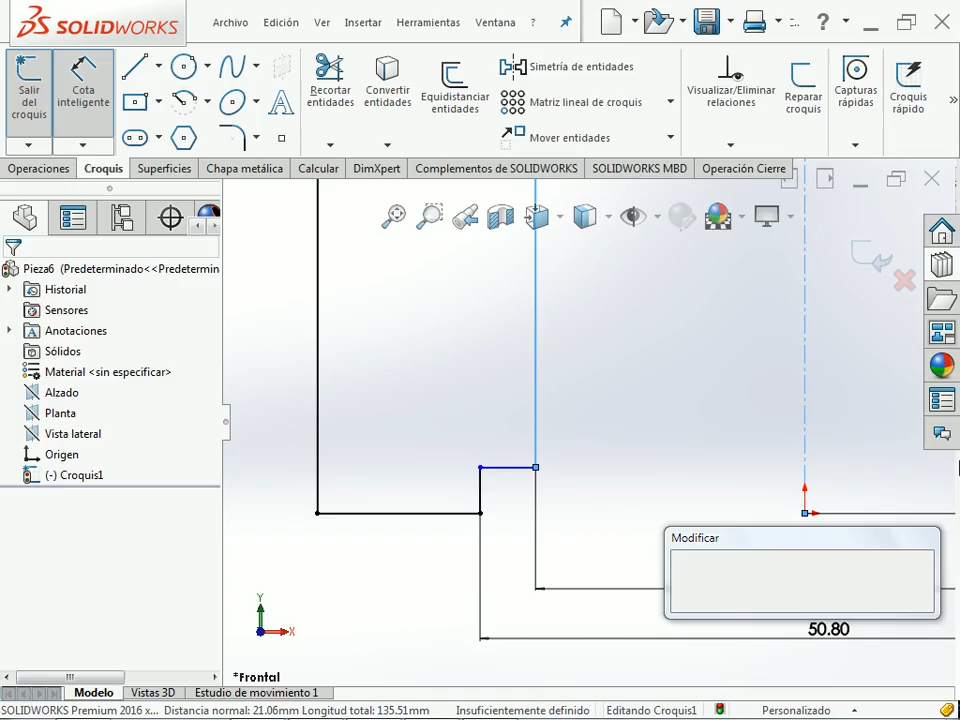 SOLIDWORKS
Archivo Edición Ver Insertar Herramientas Ventana ?
Salir del croquis
Cota inteligente
Recortar entidades
Convertir entidades
Equidistanciar entidades
Simetría de entidades
Matriz lineal de croquis
Mover entidades
Visualizar/Eliminar relaciones
Reparar croquis
Capturas rápidas
Croquis rápido
Operaciones Croquis Superficies Chapa metálica Calcular DimXpert Complementos de SOLIDWORKS SOLIDWORKS MBD Operación Cierre
Pieza6 (Predeterminado<<Predetermin
Historial
Sensores
Anotaciones
Sólidos
Material <sin especificar>
Alzado
Planta
Vista lateral
Origen
(-) Croquis1
Modificar
50.80
Y
X
*Frontal
Modelo Vistas 3D Estudio de movimiento 1
SOLIDWORKS Premium 2016 x... Distancia normal: 21.06mm Longitud total: 135.51mm Insuficientemente definido Editando Croquis1 Personalizado